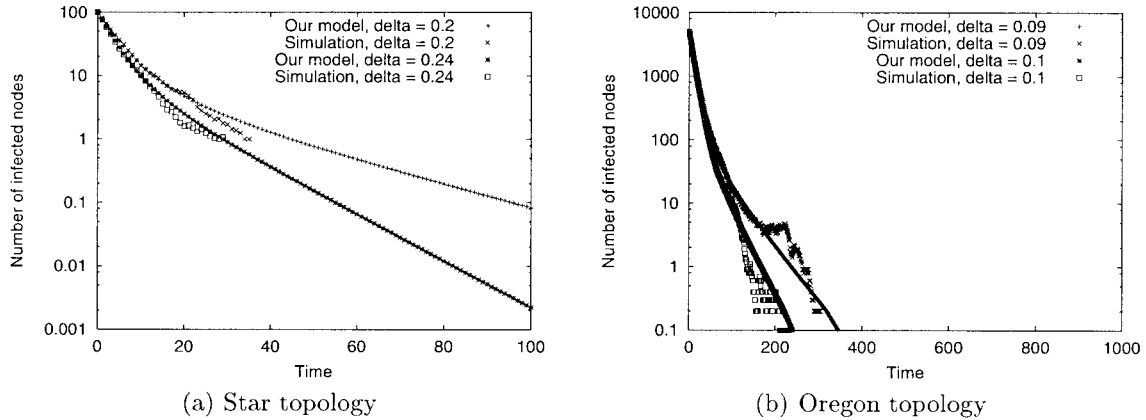 100
10
1
0.1
0.01
0.001
Number of infected nodes
Our model, delta = 0.2
Simulation, delta = 0.2
Our model, delta = 0.24
Simulation, delta = 0.24
0 20 40 60 80 100
Time
(a) Star topology
10000
1000
100
10
1
0.1
Number of infected nodes
Our model, delta = 0.09
Simulation, delta = 0.09
Our model, delta = 0.1
Simulation, delta = 0.1
0 200 400 600 800 1000
Time
(b) Oregon topology